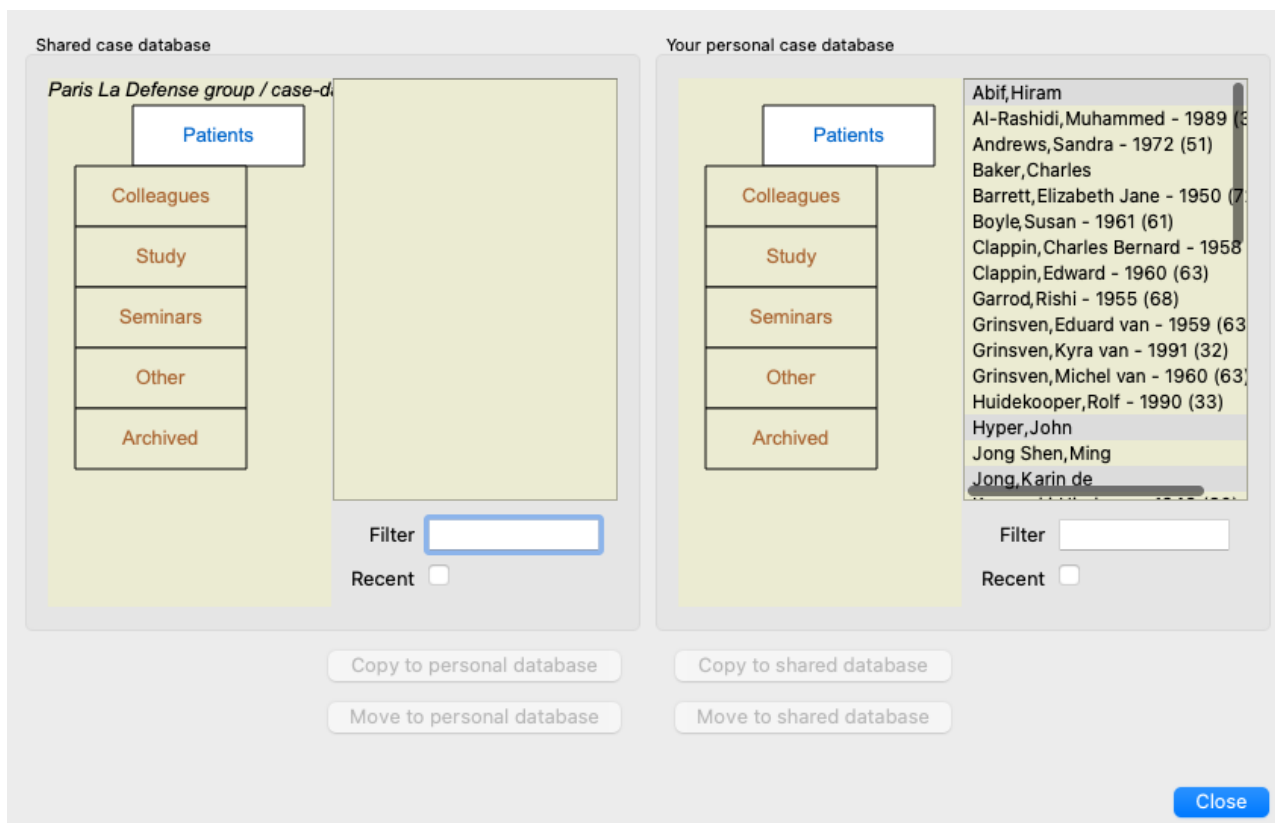 Shared case database
Paris La Defense group / case-d
Patients
Colleagues
Study
Seminars
Other
Archived
Filter
Recent
Your personal case database
Patients
Colleagues
Study
Seminars
Other
Archived
Abif,Hiram
Al-Rashidi,Muhammed - 1989 (3
Andrews,Sandra - 1972 (51)
Baker,Charles
Barrett,Elizabeth Jane - 1950 (7
Boyle,Susan - 1961 (61)
Clappin,Charles Bernard - 1958
Clappin,Edward - 1960 (63)
Garrod,Rishi - 1955 (68)
Grinsven,Eduard van - 1959 (63
Grinsven,Kyra van - 1991 (32)
Grinsven,Michel van - 1960 (63)
Huidekooper,Rolf - 1990 (33)
Hyper,John
Jong Shen,Ming
Jong,Karin de
Filter
Recent
Copy to personal database
Copy to shared database
Move to personal database
Move to shared database
Close